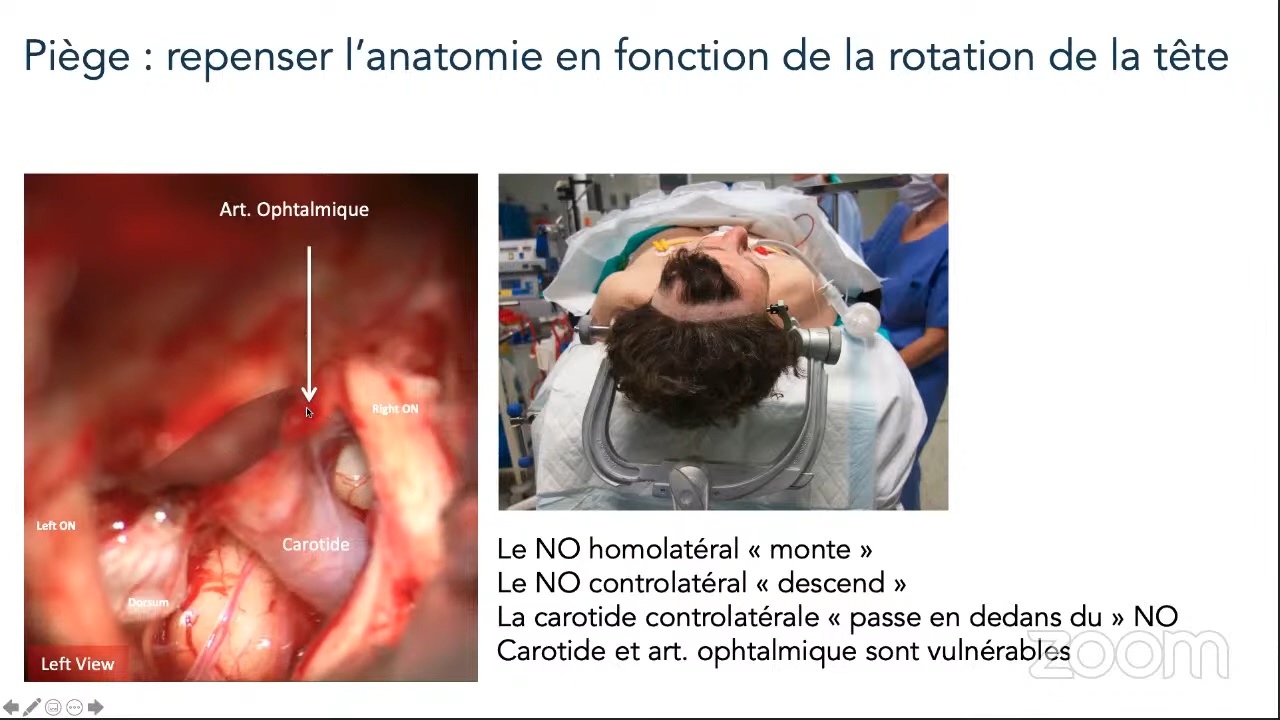 Piège : repenser l’anatomie en fonction de la rotation de la tête
Art. Ophtalmique
Right ON
Left ON
Carotide
Dorsum
Left View
Le NO homolatéral « monte »
Le NO controlatéral « descend »
La carotide controlatérale « passe en dedans du » NO
Carotide et art. ophtalmique sont vulnérables
zoom